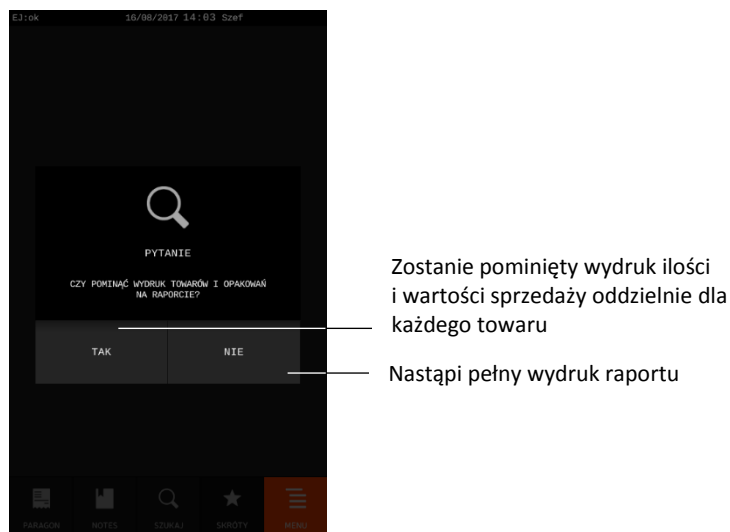 EJ:ok 16/08/2017 14:03 Szef
PYTANIE
CZY POMINĄĆ WYDRUK TOWARÓW I OPAKOWAŃ
NA RAPORCIE?
TAK NIE
PARAGON NOTES SZUKAJ SKRÓTY MENU
Zostanie pominięty wydruk ilości
i wartości sprzedaży oddzielnie dla
każdego towaru
Nastąpi pełny wydruk raportu